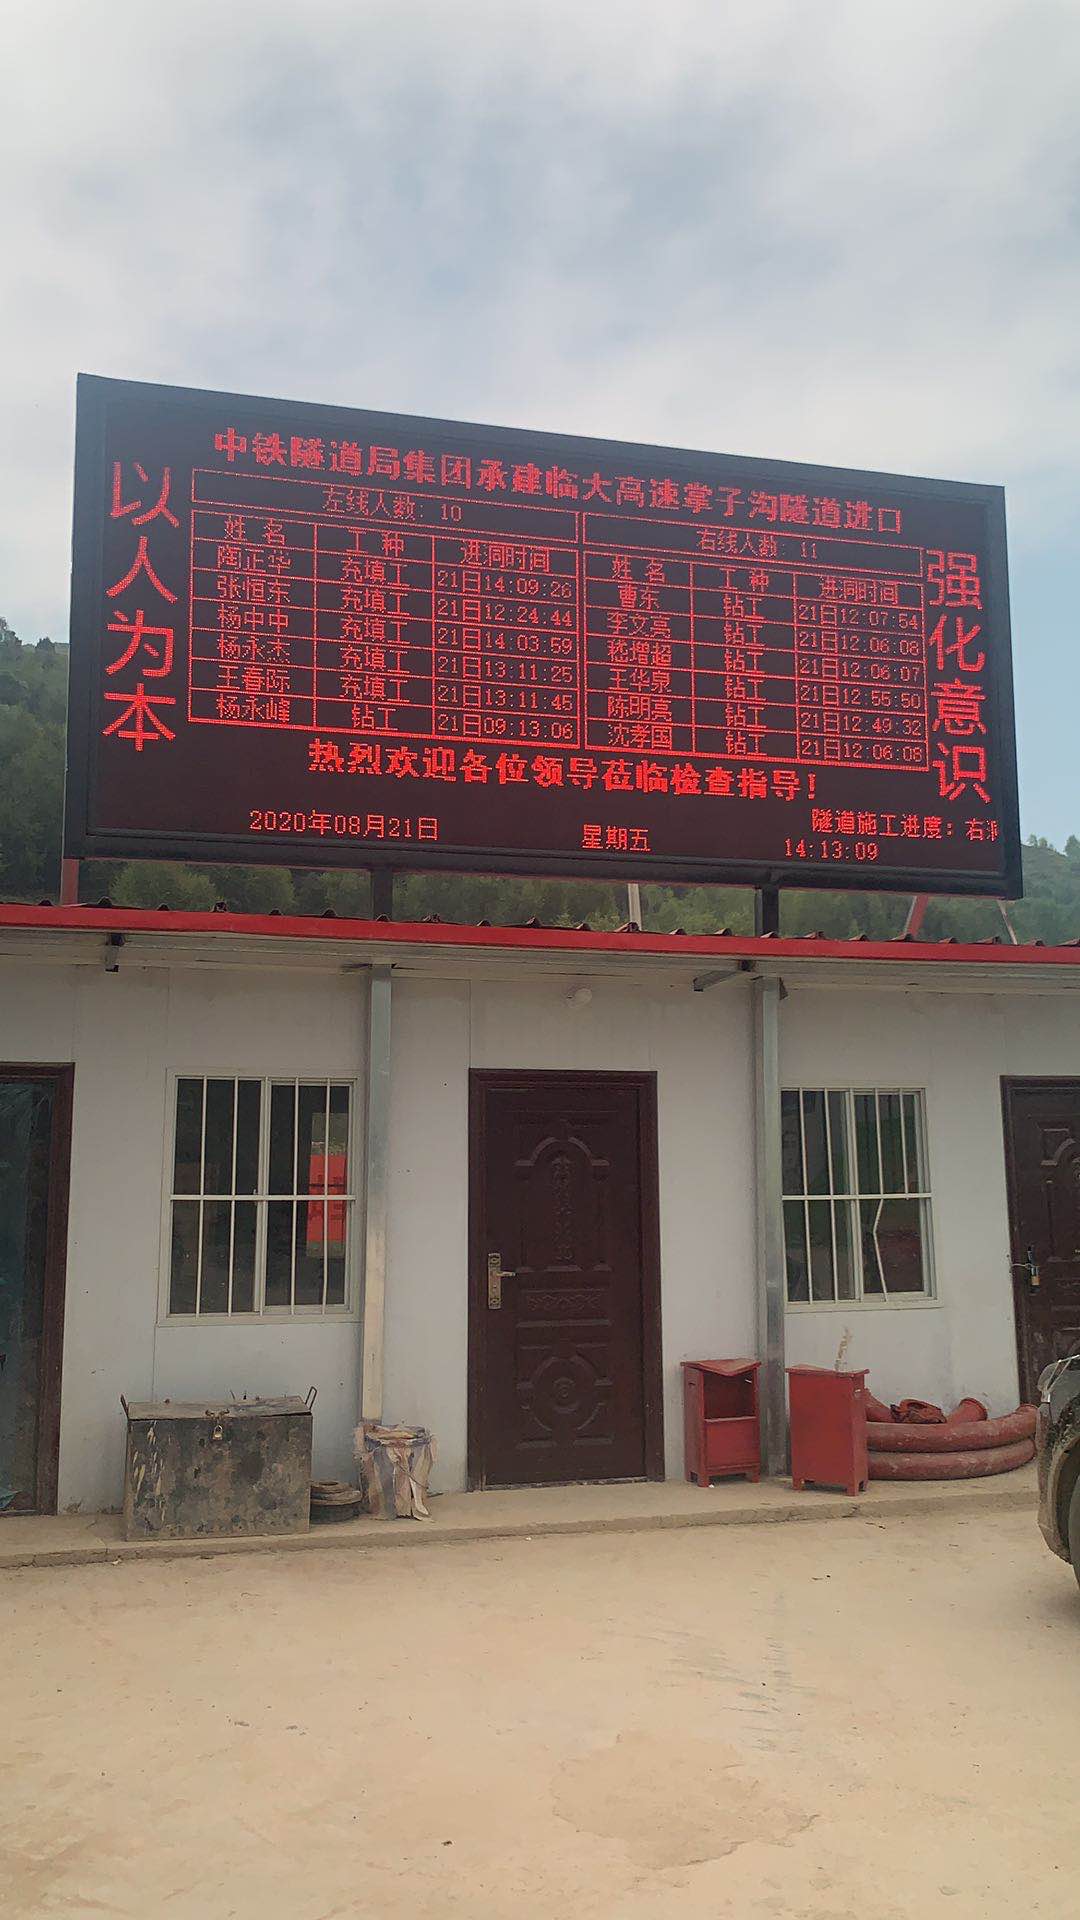 中铁隧道局集团承建临大高速掌子沟隧道进口
以人为本
左线人数: 10
姓名 工种 进洞时间
陶正华 充填工 21日14:09:26
张恒东 充填工 21日12:24:44
杨中中 充填工 21日14:03:59
杨永杰 充填工 21日13:11:25
王春际 充填工 21日13:11:45
杨永峰 钻工 21日09:13:06
右线人数: 11
姓名 工种 进洞时间
曹东 钻工 21日12:07:54
李文亮 钻工 21日12:06:08
嵇增超 钻工 21日12:06:07
王华泉 钻工 21日12:55:50
陈明亮 钻工 21日12:49:32
沈孝国 钻工 21日12:06:08
强化意识
热烈欢迎各位领导莅临检查指导!
隧道施工进度: 右
2020年08月21日 星期五 14:13:09